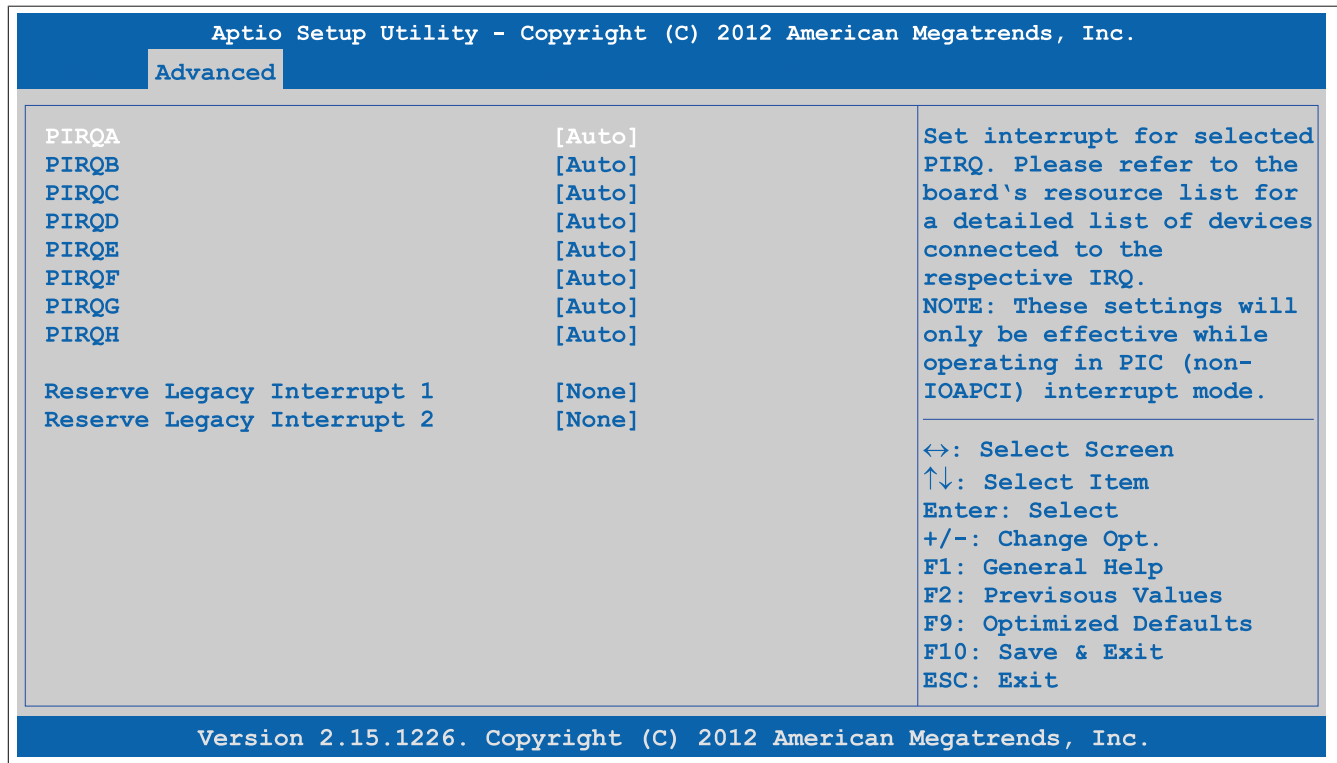 Aptio Setup Utility - Copyright (C) 2012 American Megatrends, Inc.
Advanced
PIRQA [Auto]
PIRQB [Auto]
PIRQC [Auto]
PIRQD [Auto]
PIRQE [Auto]
PIRQF [Auto]
PIRQG [Auto]
PIRQH [Auto]
Reserve Legacy Interrupt 1 [None]
Reserve Legacy Interrupt 2 [None]
Set interrupt for selected
PIRQ. Please refer to the
board‘s resource list for
a detailed list of devices
connected to the
respective IRQ.
NOTE: These settings will
only be effective while
operating in PIC (non-
IOAPCI) interrupt mode.
↔: Select Screen
↑↓: Select Item
Enter: Select
+/-: Change Opt.
F1: General Help
F2: Previsous Values
F9: Optimized Defaults
F10: Save & Exit
ESC: Exit
Version 2.15.1226. Copyright (C) 2012 American Megatrends, Inc.